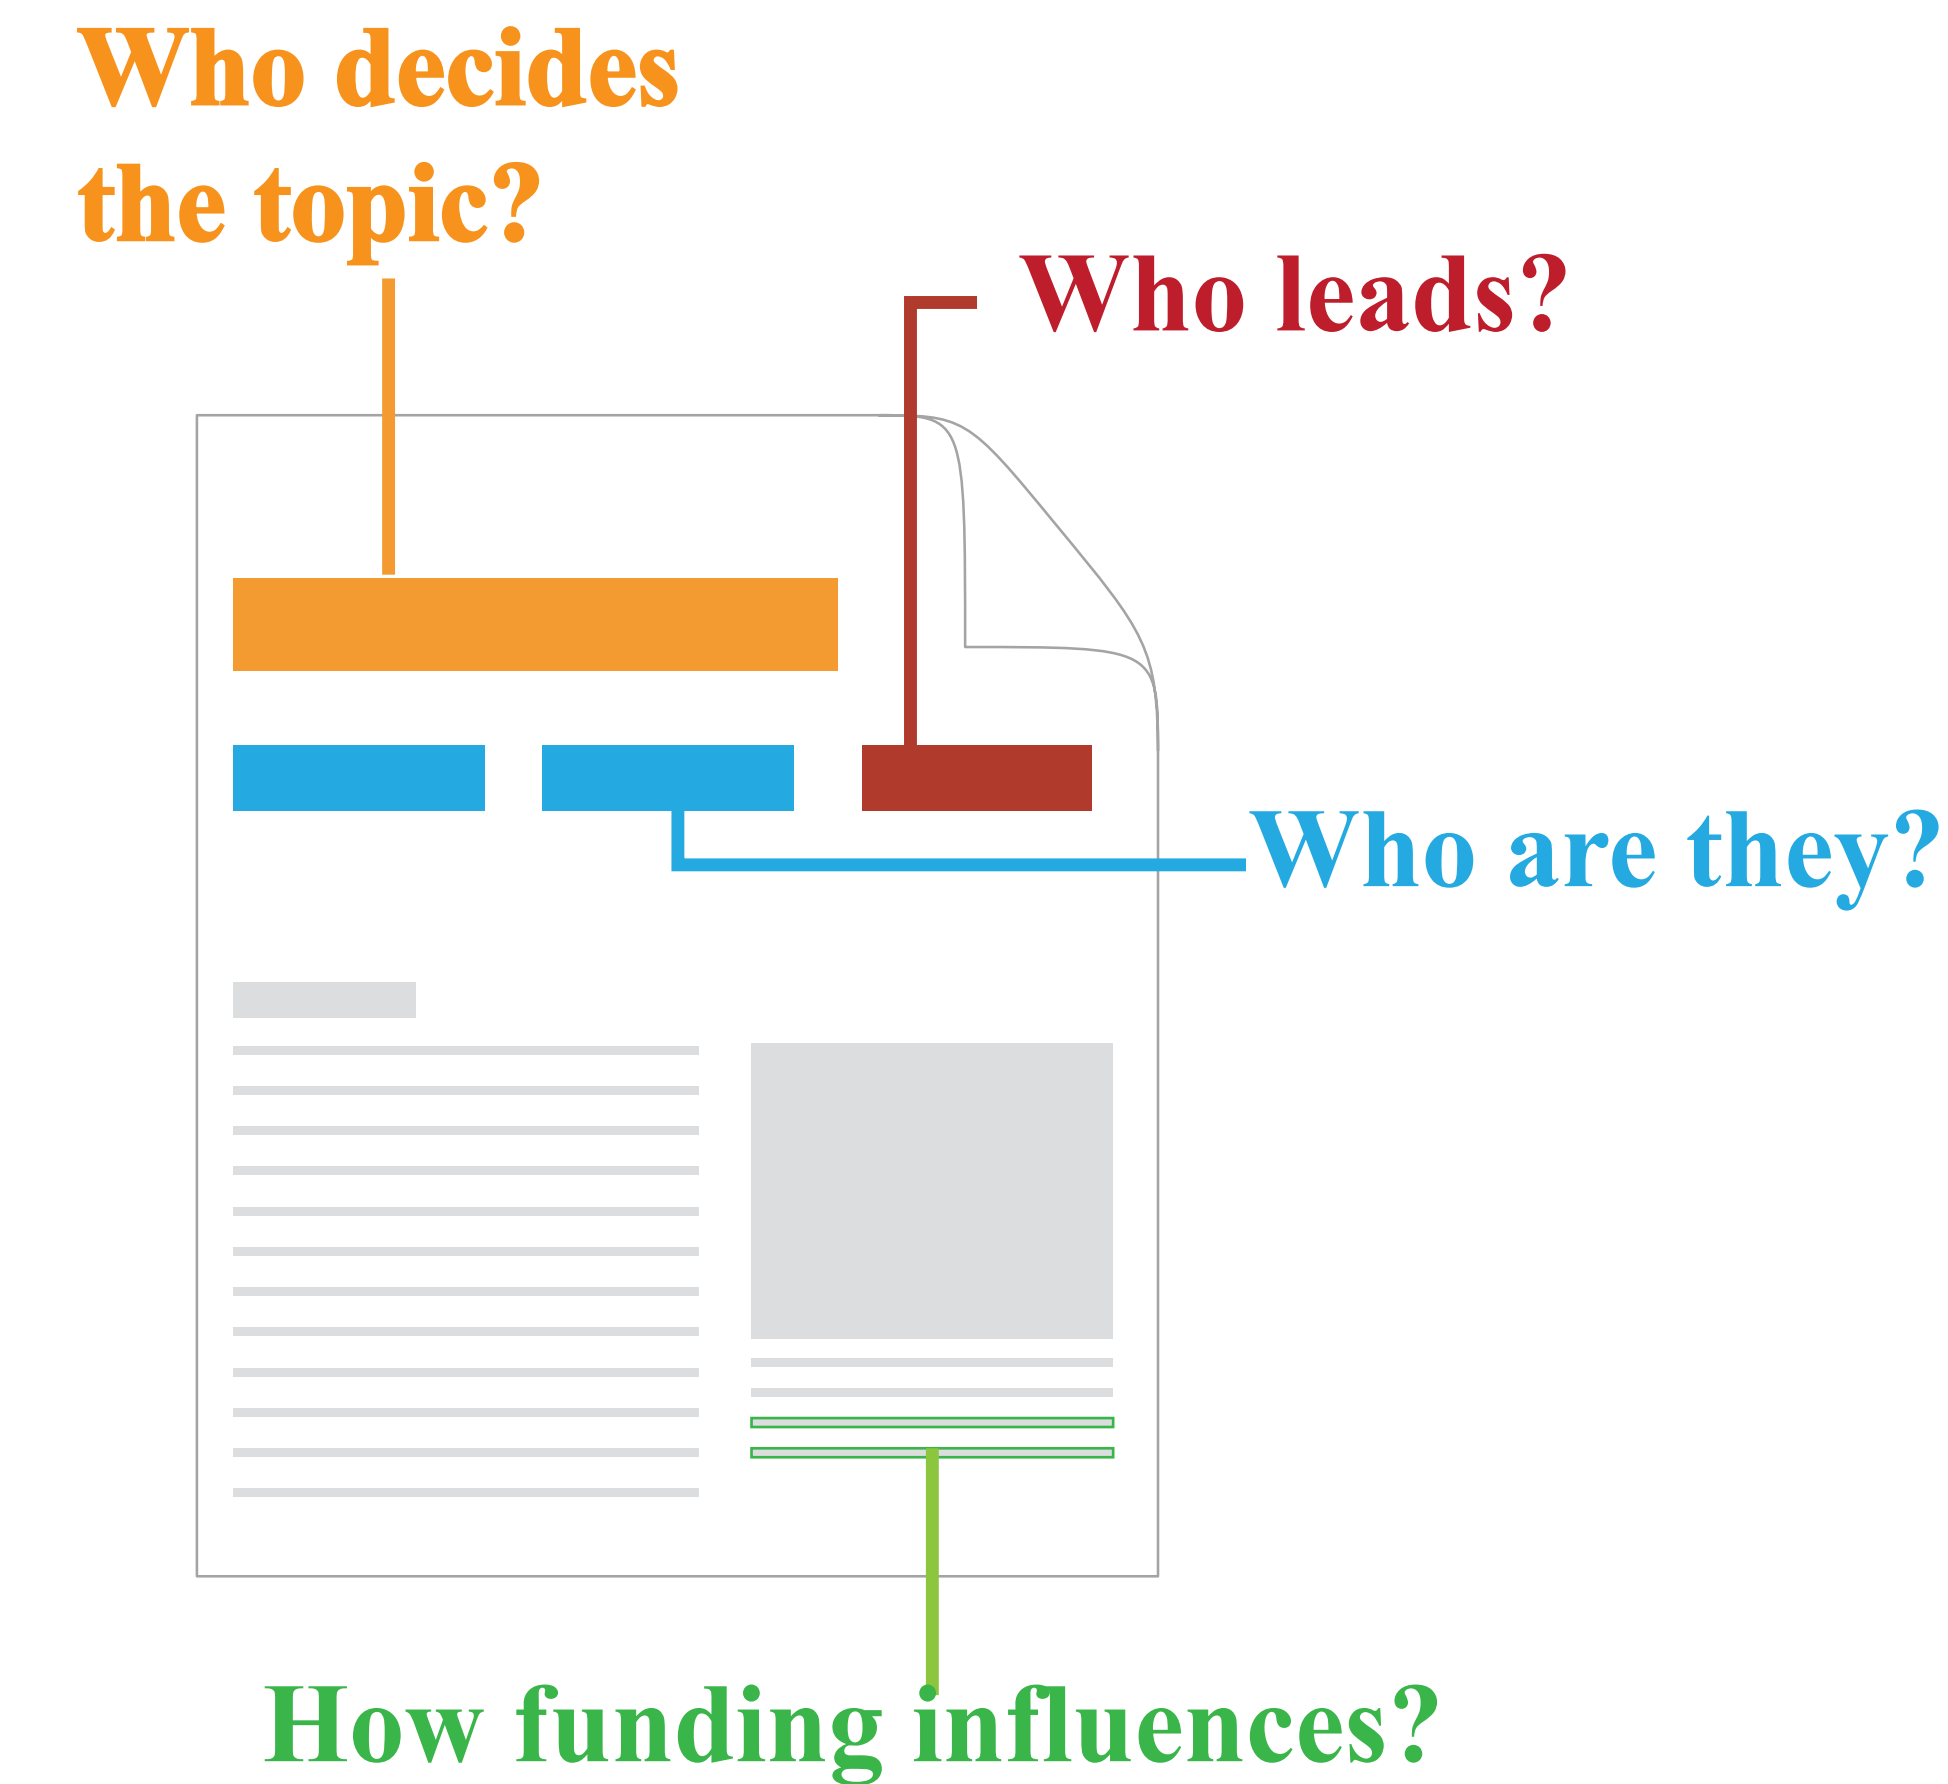 Who decides
the topic?
Who leads?
Who are they?
How funding influences?